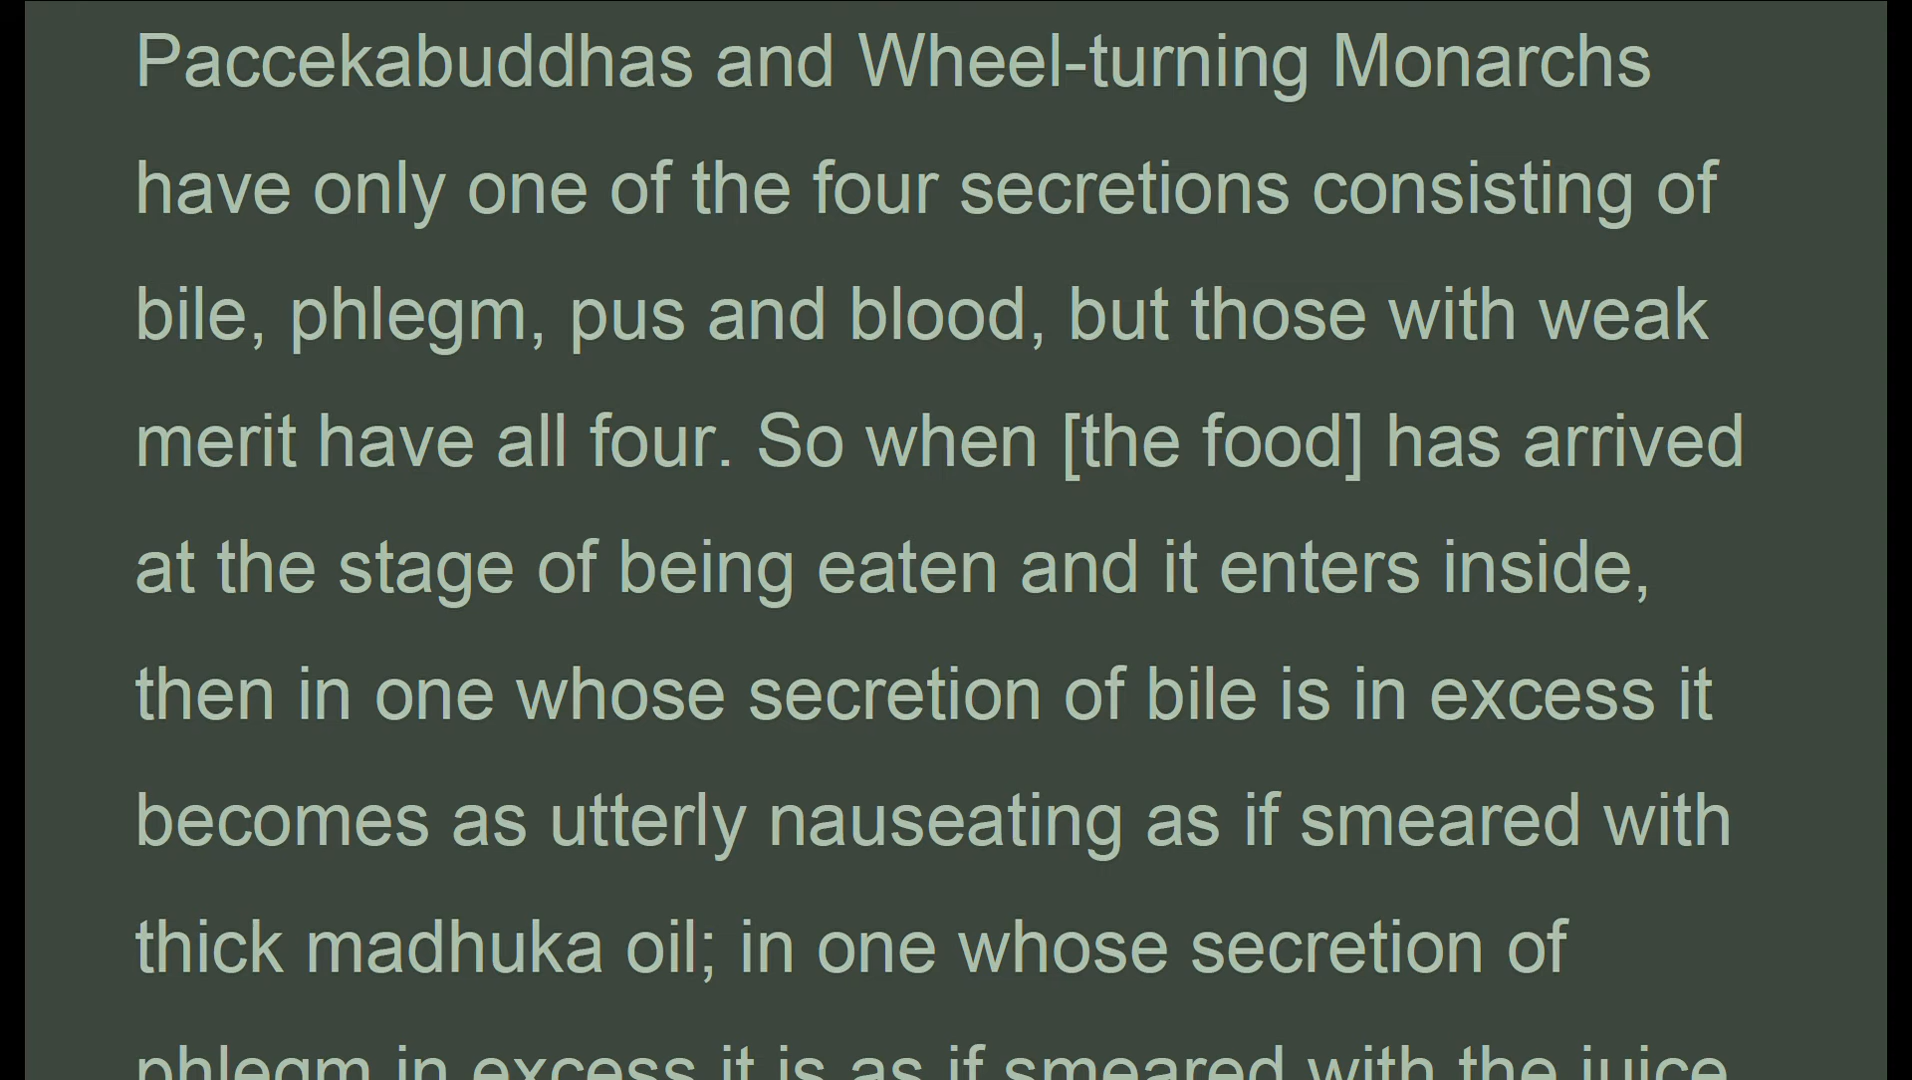 Paccekabuddhas and Wheel-turning Monarchs
have only one of the four secretions consisting of
bile, phlegm, pus and blood, but those with weak
merit have all four. So when [the food] has arrived
at the stage of being eaten and it enters inside,
then in one whose secretion of bile is in excess it
becomes as utterly nauseating as if smeared with
thick madhuka oil; in one whose secretion of
phlegm in excess it is as if smeared with the juice